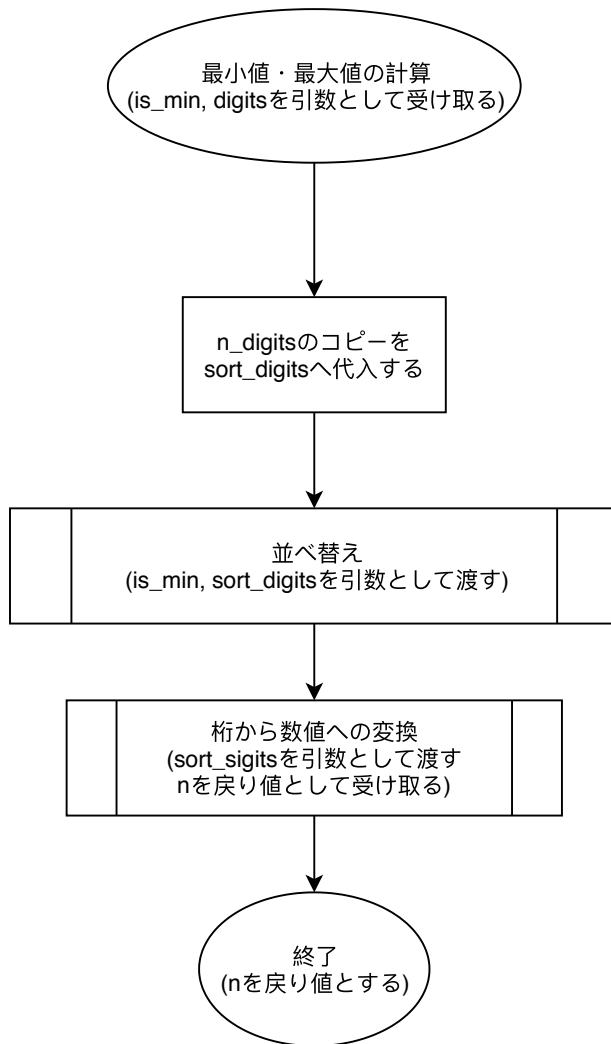 最小値・最大値の計算
(is_min, digitsを引数として受け取る)
n_digitsのコピーを
sort_digitsへ代入する
並べ替え
(is_min, sort_digitsを引数として渡す)
桁から数値への変換
(sort_sigitsを引数として渡す
nを戻り値として受け取る)
終了
(nを戻り値とする)